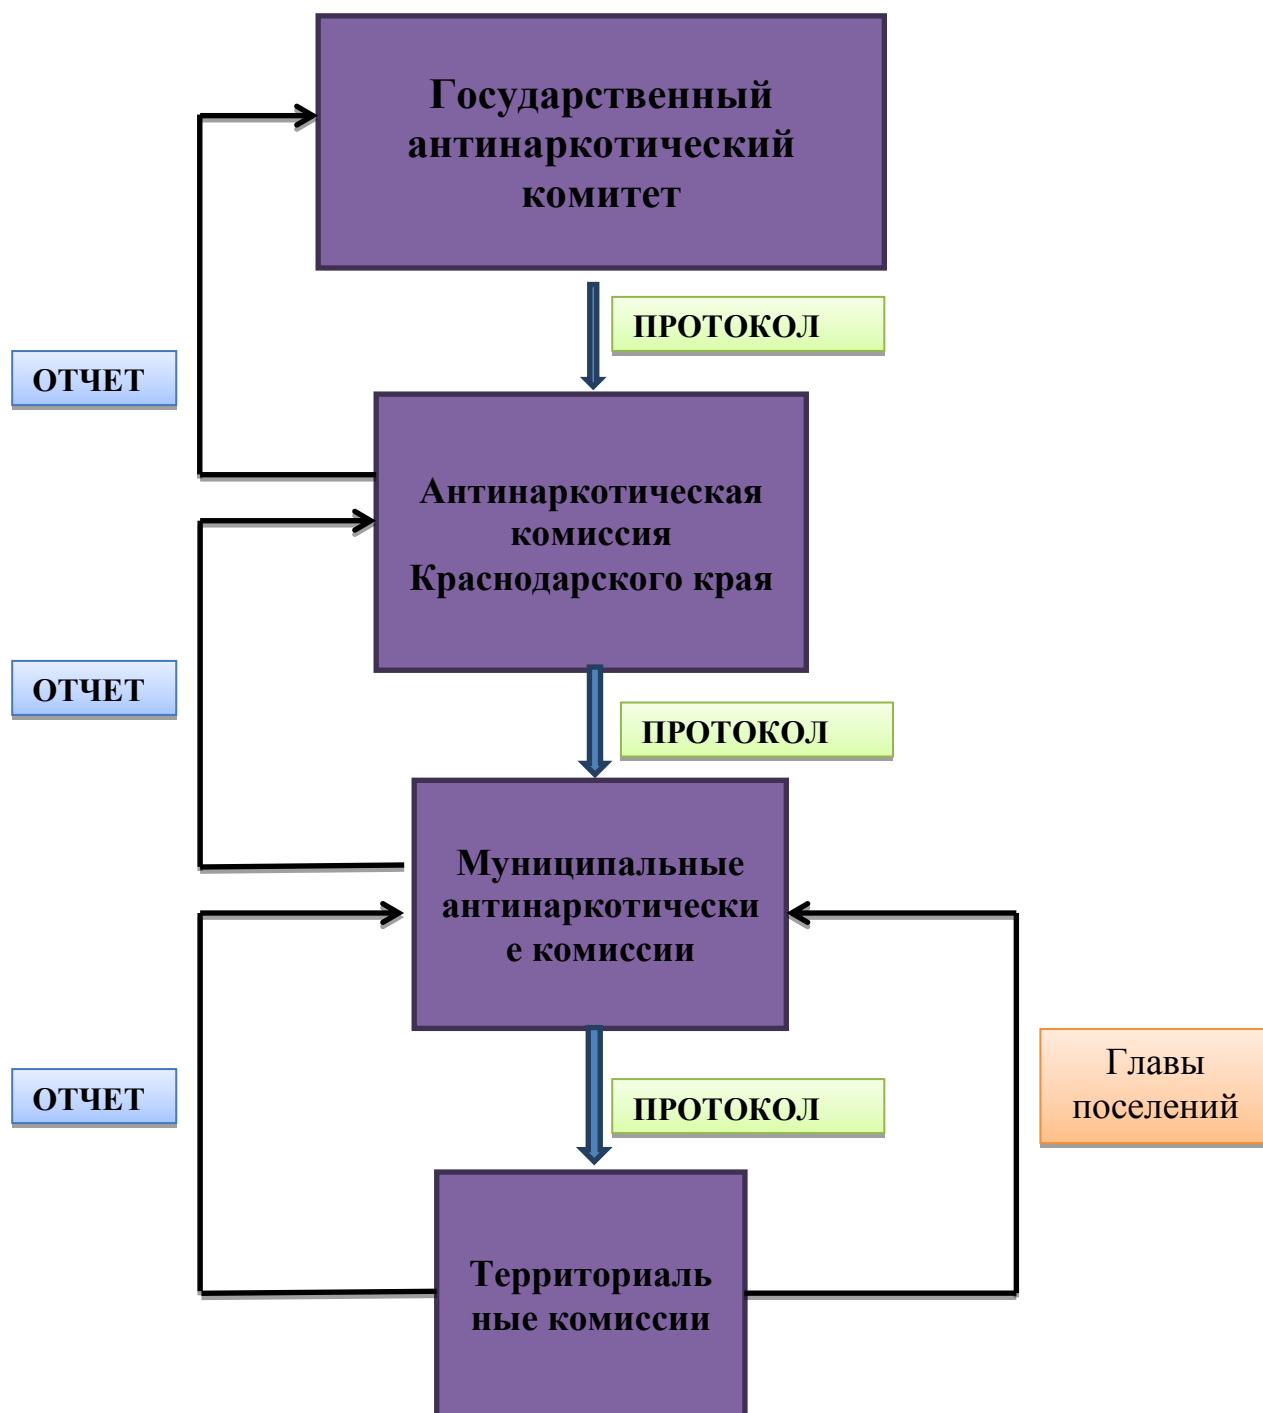 Государственный
антинаркотический
комитет
ПРОТОКОЛ
ОТЧЕТ
Антинаркотическая
комиссия
Краснодарского края
ОТЧЕТ
ПРОТОКОЛ
Муниципальные
антинаркотически
е комиссии
Главы
поселений
ОТЧЕТ
ПРОТОКОЛ
Территориаль
ные комиссии